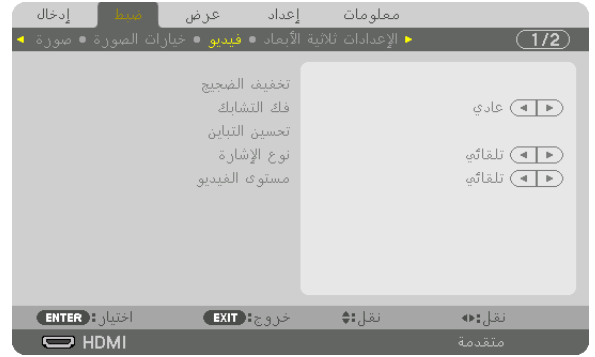 إدخال ضبط عرض إعداد معلومات
صورة ● خيارات الصورة ● فيديو ● الإعدادات ثلاثية الأبعاد 1/2
تخفيف الضجيج
فك التشابك عادي
تحسين التباين
نوع الإشارة تلقائي
مستوى الفيديو تلقائي
ENTER :اختيار EXIT :خروج نقل: نقل:
HDMI متقدمة